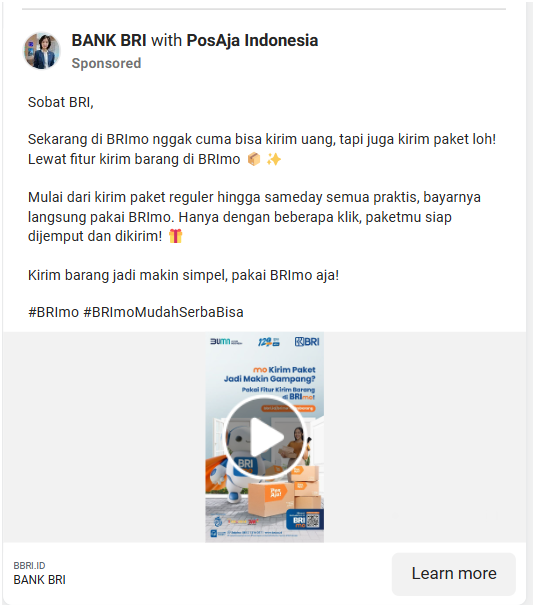 BANK BRI with PosAja Indonesia
Sponsored
Sobat BRI,
Sekarang di BRImo nggak cuma bisa kirim uang, tapi juga kirim paket loh!
Lewat fitur kirim barang di BRImo 📦 ✨
Mulai dari kirim paket reguler hingga sameday semua praktis, bayarnya
langsung pakai BRImo. Hanya dengan beberapa klik, paketmu siap
dijemput dan dikirim! 🎁
Kirim barang jadi makin simpel, pakai BRImo aja!
#BRImo #BRImoMudahSerbaBisa
BUMN
BRI
mo Kirim Paket
Jadi Makin Gampang?
Pakai Fitur Kirim Barang
di BRImo!
BRI
Pos
Aja!
BRI
mo
BBRI.ID
BANK BRI
Learn more